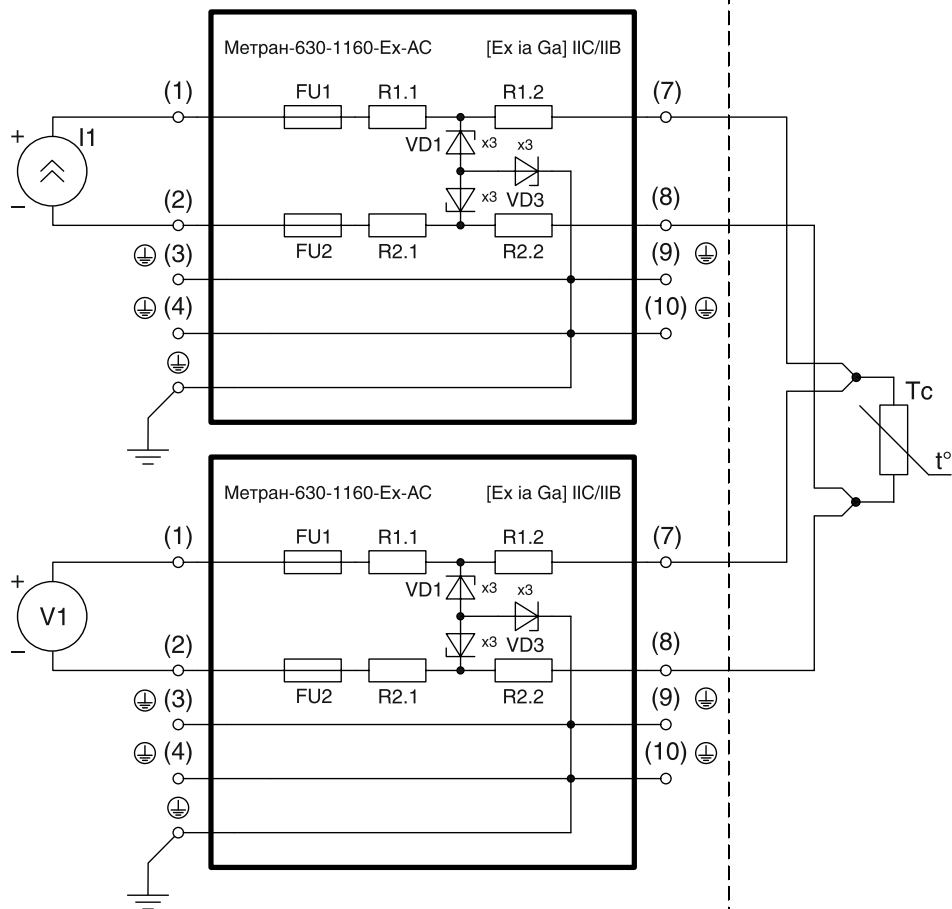 Метран-630-1160-Ex-AC [Ex ia Ga] IIC/IIB
(1) FU1 R1.1 R1.2 (7)
+ I1 VD1 x3 x3
– (2) x3 VD3 (8)
FU2 R2.1 R2.2
(3) (9)
(4) (10)
Tc
t°
Метран-630-1160-Ex-AC [Ex ia Ga] IIC/IIB
(1) FU1 R1.1 R1.2 (7)
+ V1 VD1 x3 x3
– (2) x3 VD3 (8)
FU2 R2.1 R2.2
(3) (9)
(4) (10)